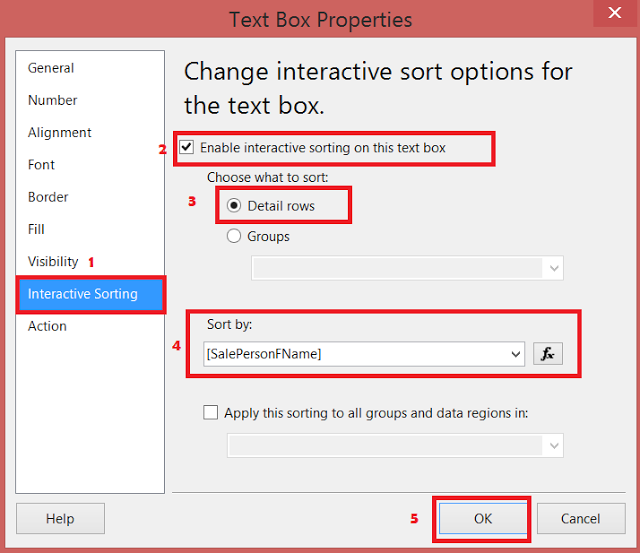 Text Box Properties
×
General
Number
Alignment
Font
Border
Fill
Visibility 1
Interactive Sorting
Action
Change interactive sort options for
the text box.
2 Enable interactive sorting on this text box
Choose what to sort:
3 Detail rows
Groups
Sort by:
4 [SalePersonFName]
fx
Apply this sorting to all groups and data regions in:
Help
5 OK
Cancel